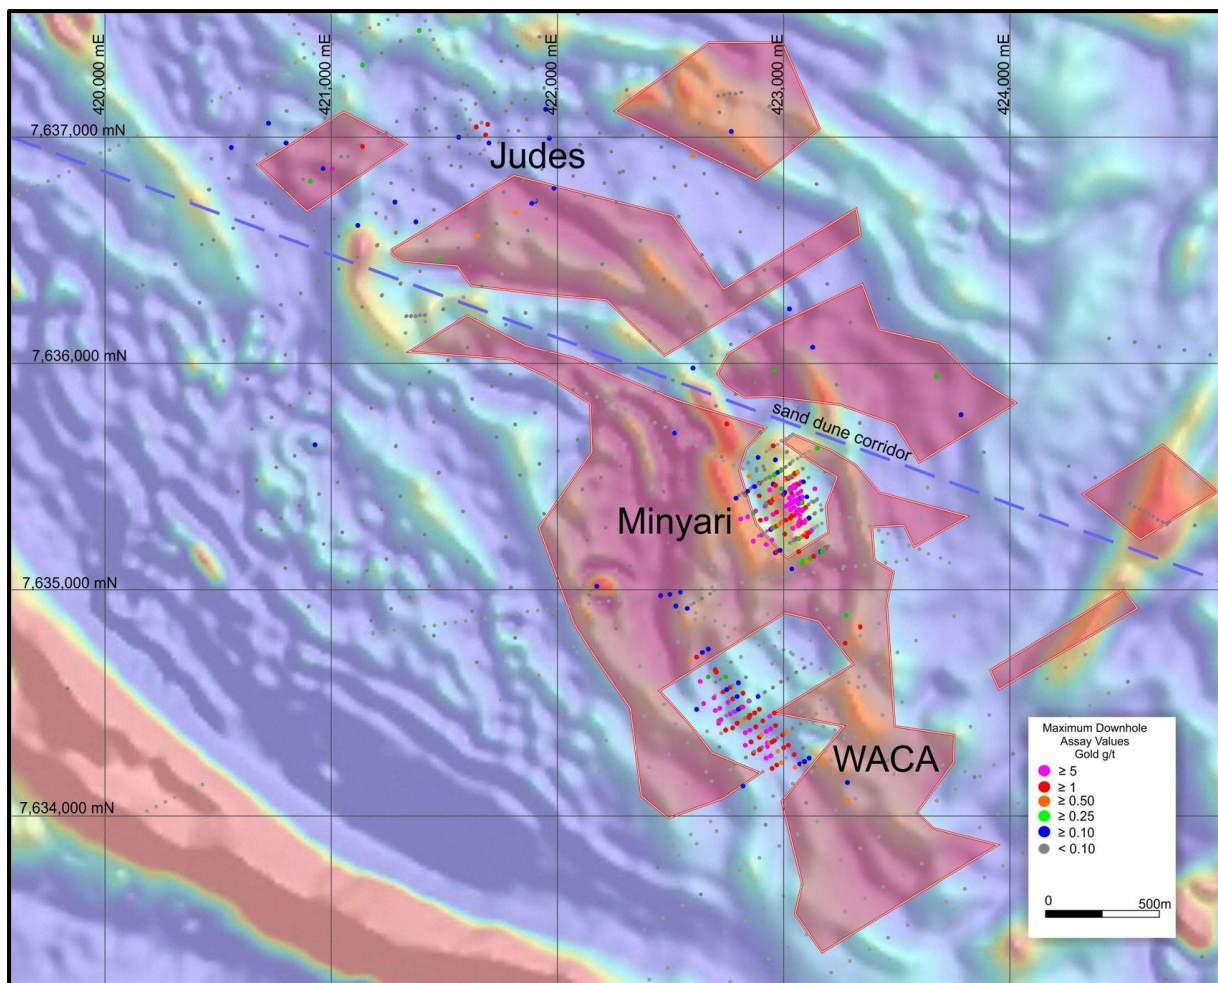 420,000 mE
421,000 mE
422,000 mE
423,000 mE
424,000 mE
7,637,000 mN
Judes
7,636,000 mN
sand dune corridor
Minyari
7,635,000 mN
WACA
7,634,000 mN
Maximum Downhole
Assay Values
Gold g/t
≥ 5
≥ 1
≥ 0.50
≥ 0.25
≥ 0.10
< 0.10
0 500m